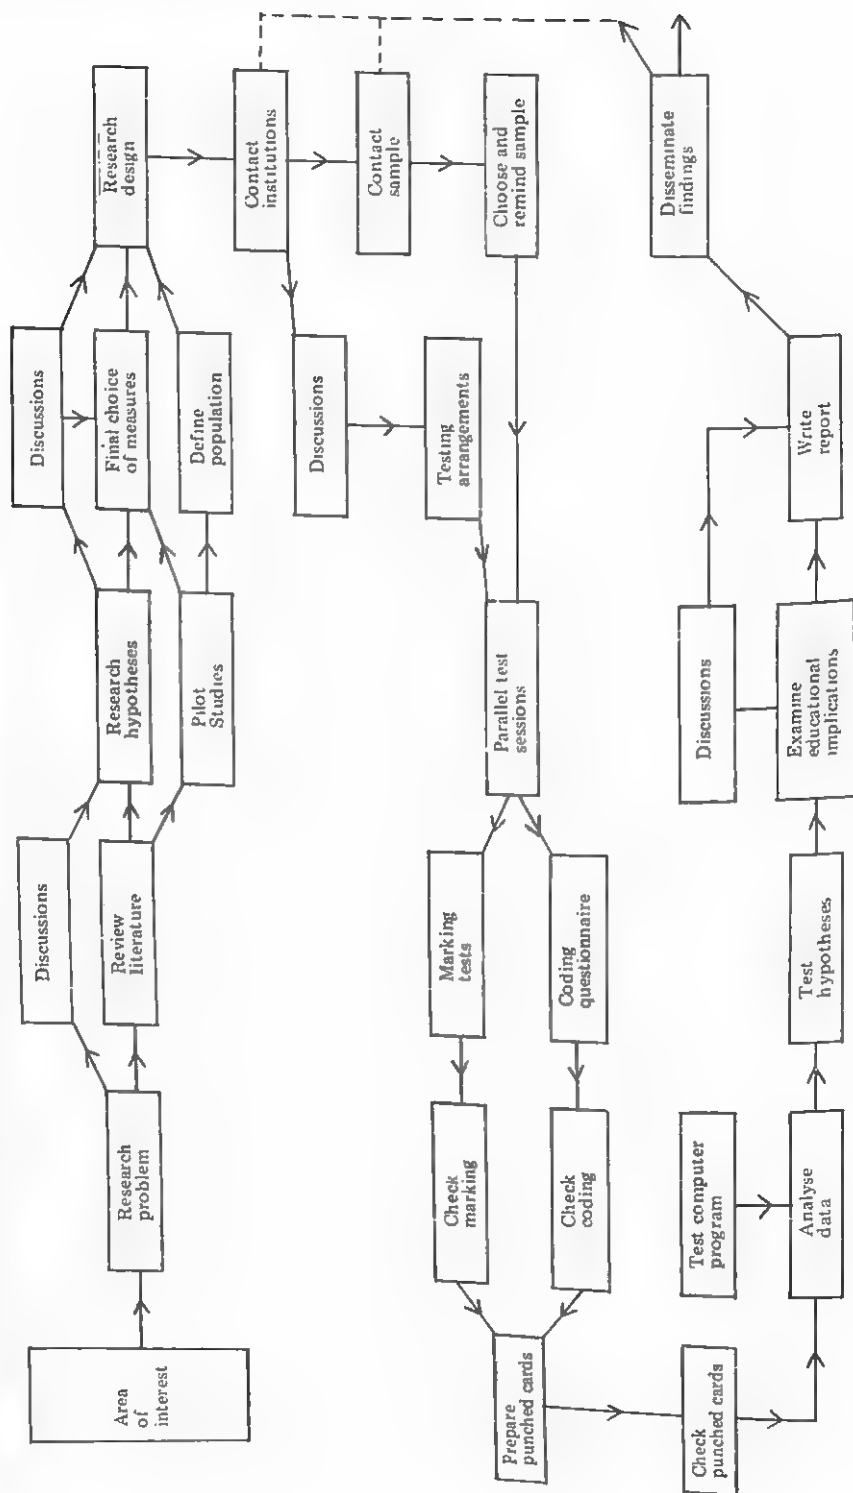 Area
of
interest
Research
problem
Discussions
Review
literature
Research
hypotheses
Pilot
Studies
Discussions
Final choice
of measures
Define
population
Research
design
Contact
institutions
Contact
sample
Choose and
remind sample
Discussions
Testing
arrangements
Parallel test
sessions
Marking
tests
Coding
questionnaire
Check
marking
Check
coding
Prepare
punched cards
Check
punched cards
Test computer
program
Analyse
data
Test
hypotheses
Discussions
Examine
educational
implications
Write
report
Disseminate
findings